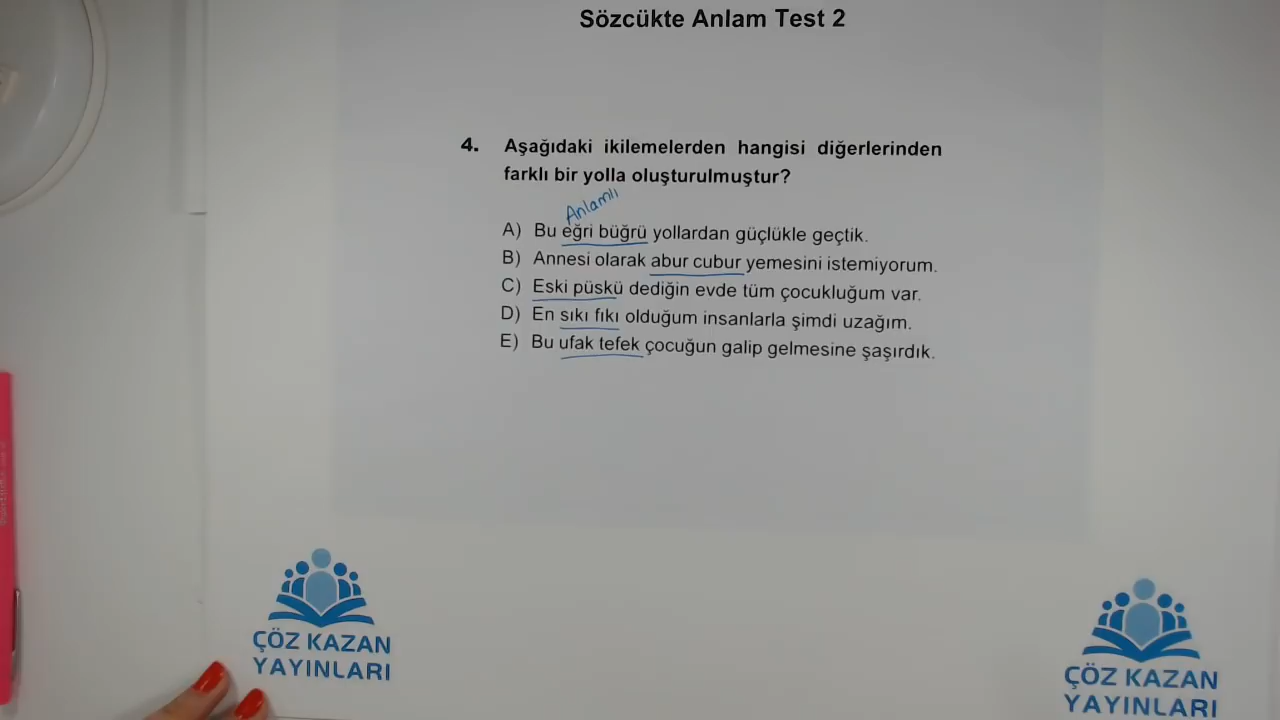 Sözcükte Anlam Test 2
4. Aşağıdaki ikilemelerden hangisi diğerlerinden
farklı bir yolla oluşturulmuştur?
Anlamlı
A) Bu eğri büğrü yollardan güçlükle geçtik.
B) Annesi olarak abur cubur yemesini istemiyorum.
C) Eski püskü dediğin evde tüm çocukluğum var.
D) En sıkı fıkı olduğum insanlarla şimdi uzağım.
E) Bu ufak tefek çocuğun galip gelmesine şaşırdık.
ÇÖZ KAZAN
YAYINLARI
ÇÖZ KAZAN
YAYINLARI